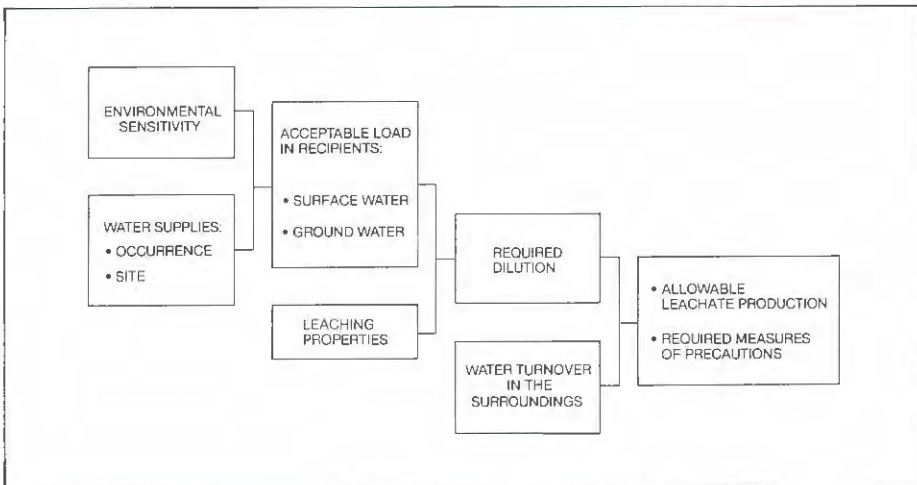 ENVIRONMENTAL
SENSITIVITY
WATER SUPPLIES:
• OCCURRENCE
• SITE
ACCEPTABLE LOAD
IN RECIPIENTS:
• SURFACE WATER
• GROUND WATER
LEACHING
PROPERTIES
REQUIRED
DILUTION
WATER TURNOVER
IN THE
SURROUNDINGS
• ALLOWABLE
LEACHATE PRODUCTION
• REQUIRED MEASURES
OF PRECAUTIONS